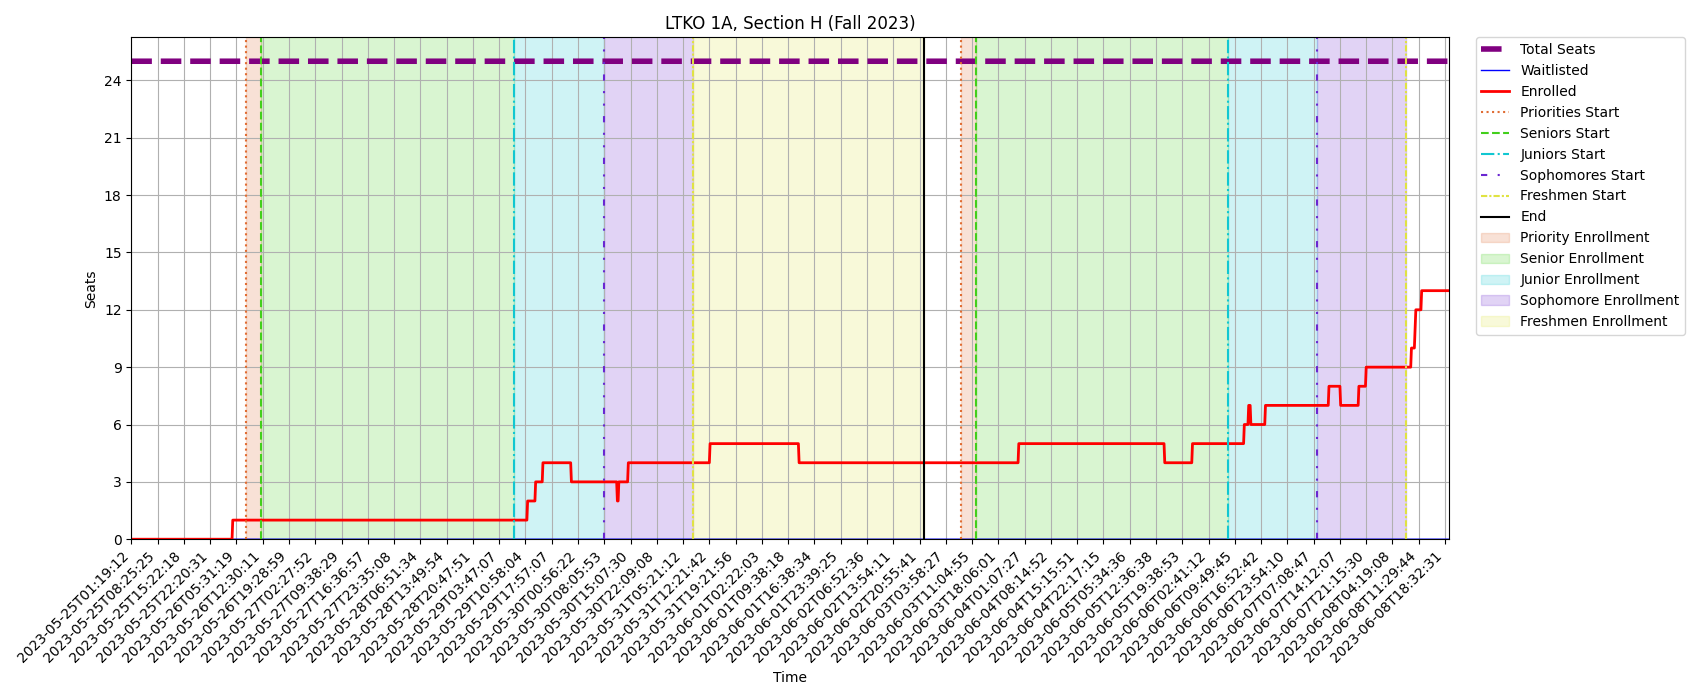 LTKO 1A, Section H (Fall 2023)
Seats
24
21
18
15
12
9
6
3
0
2023-05-25T01:19:12
2023-05-25T08:25:25
2023-05-25T15:22:18
2023-05-25T22:20:31
2023-05-26T05:31:19
2023-05-26T12:30:11
2023-05-26T19:28:59
2023-05-27T02:27:52
2023-05-27T09:38:29
2023-05-27T16:36:57
2023-05-27T23:35:08
2023-05-28T06:51:34
2023-05-28T13:49:54
2023-05-28T20:47:51
2023-05-29T03:47:07
2023-05-29T10:58:04
2023-05-29T17:57:07
2023-05-30T00:56:22
2023-05-30T08:05:53
2023-05-30T15:07:30
2023-05-30T22:09:08
2023-05-31T05:21:12
2023-05-31T12:21:42
2023-05-31T19:21:56
2023-06-01T02:22:03
2023-06-01T09:38:18
2023-06-01T16:38:34
2023-06-01T23:39:25
2023-06-02T06:52:36
2023-06-02T13:54:11
2023-06-02T20:55:41
2023-06-03T03:58:27
2023-06-03T11:04:55
2023-06-03T18:06:01
2023-06-04T01:07:27
2023-06-04T08:14:52
2023-06-04T15:15:51
2023-06-04T22:17:15
2023-06-05T05:34:36
2023-06-05T12:36:38
2023-06-05T19:38:53
2023-06-06T02:41:12
2023-06-06T09:49:45
2023-06-06T16:52:42
2023-06-06T23:54:10
2023-06-07T07:08:47
2023-06-07T14:12:07
2023-06-07T21:15:30
2023-06-08T04:19:08
2023-06-08T11:29:44
2023-06-08T18:32:31
Time
Total Seats
Waitlisted
Enrolled
Priorities Start
Seniors Start
Juniors Start
Sophomores Start
Freshmen Start
End
Priority Enrollment
Senior Enrollment
Junior Enrollment
Sophomore Enrollment
Freshmen Enrollment